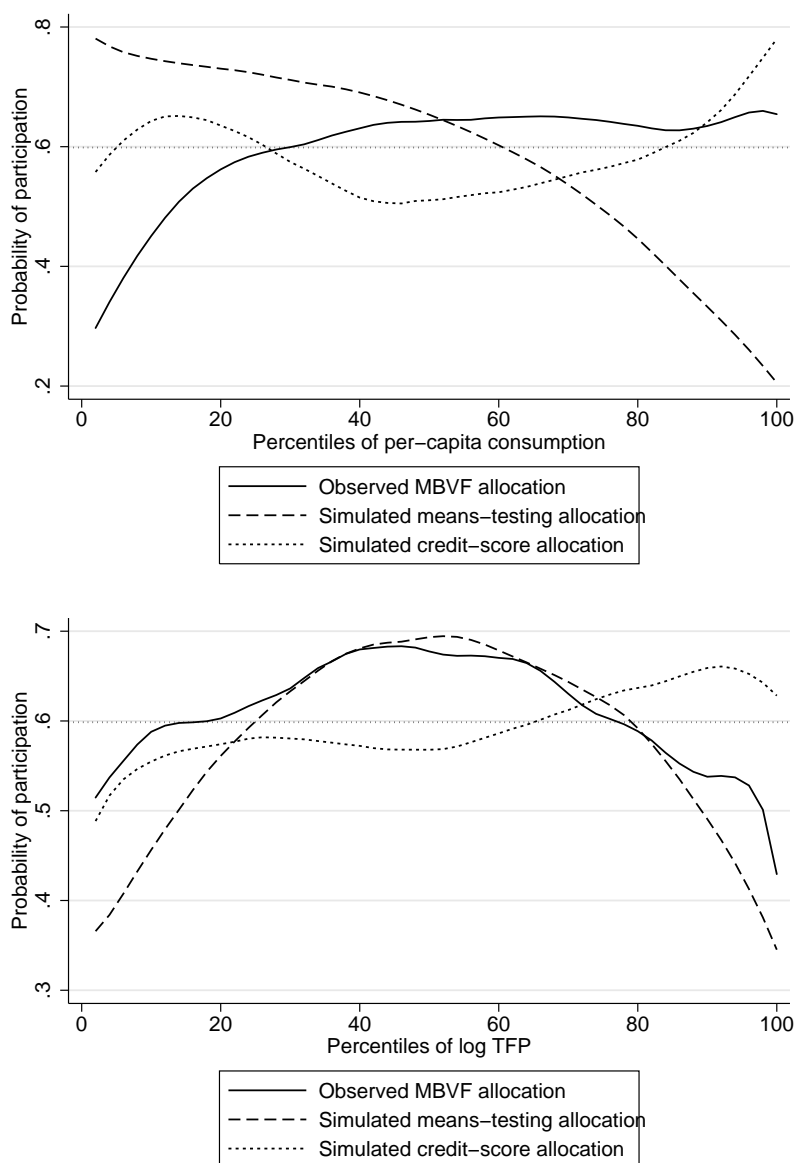 .8
.6
.4
.2
Probability of participation
0 20 40 60 80 100
Percentiles of per−capita consumption
Observed MBVF allocation
Simulated means−testing allocation
Simulated credit−score allocation
.7
.6
.5
.4
.3
Probability of participation
0 20 40 60 80 100
Percentiles of log TFP
Observed MBVF allocation
Simulated means−testing allocation
Simulated credit−score allocation